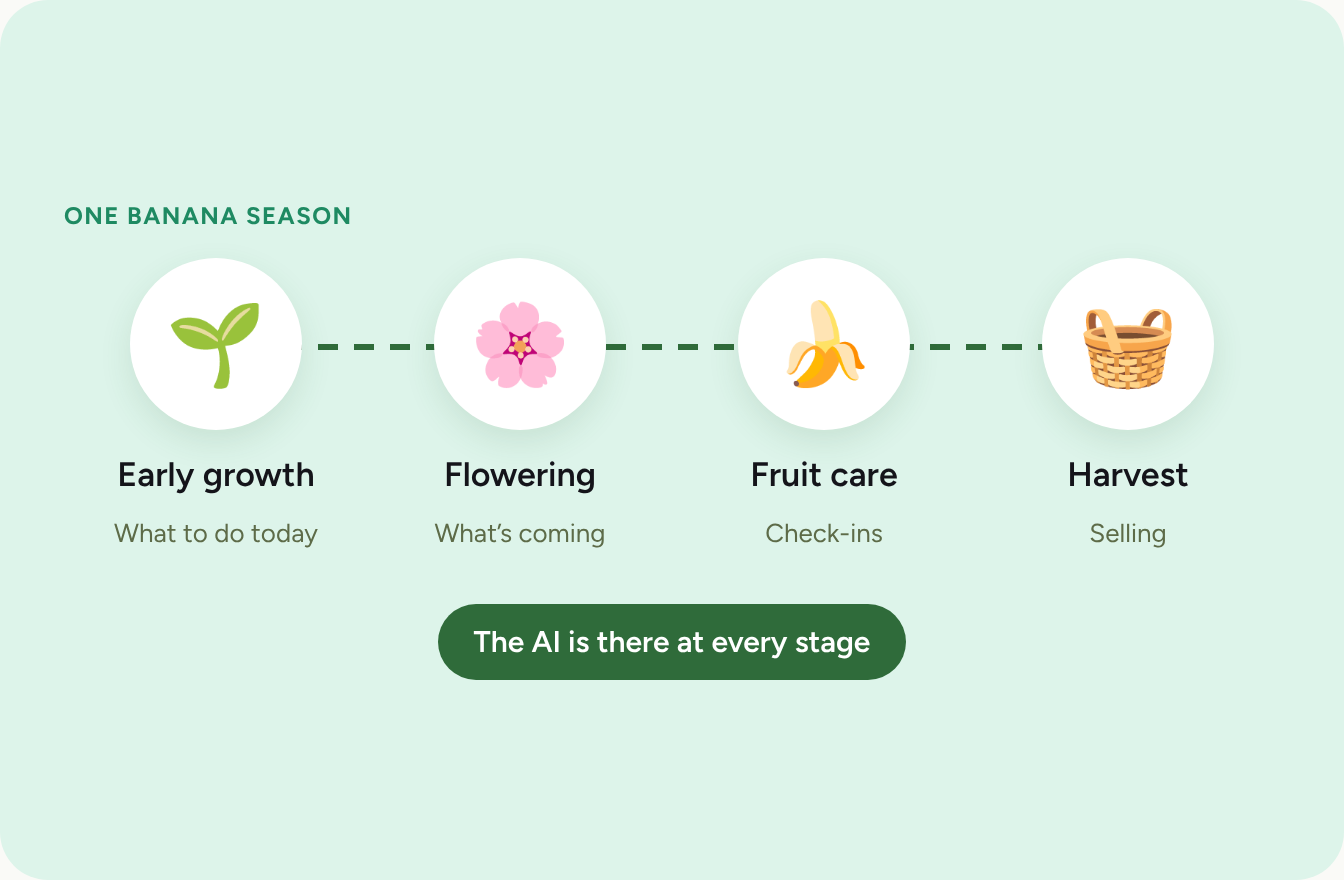 ONE BANANA SEASON
Early growth
Flowering
Fruit care
Harvest
What to do today
What’s coming
Check-ins
Selling
The AI is there at every stage